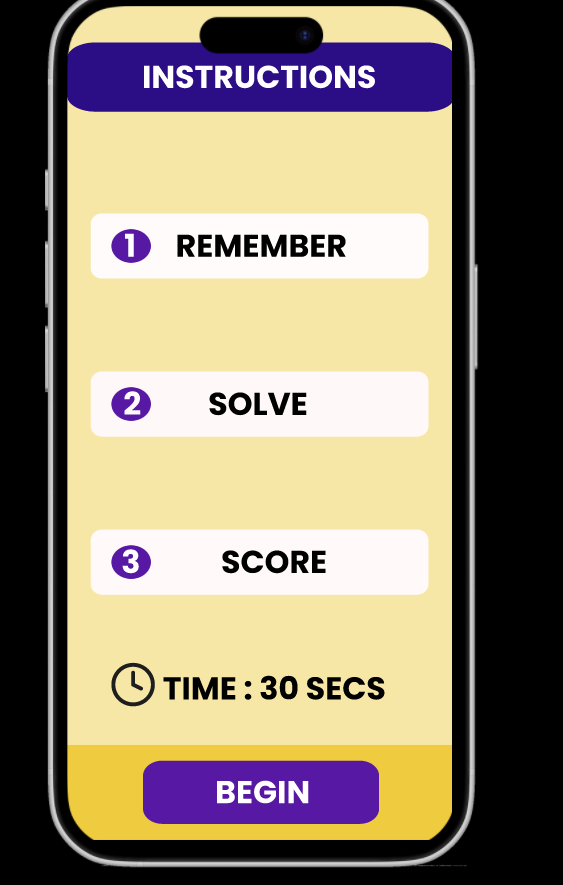 INSTRUCTIONS
1 REMEMBER
2 SOLVE
3 SCORE
TIME : 30 SECS
BEGIN